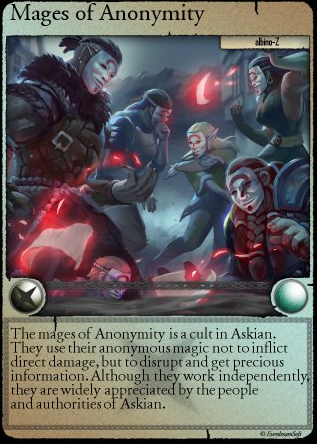 Mages of Anonymity
albino-Z
The mages of Anonymity is a cult in Askian.
They use their anonymous magic not to inflict
direct damage, but to disrupt and get precious
information. Although they work independently,
they are widely appreciated by the people
and authorities of Askian.
© EverdreamSoft